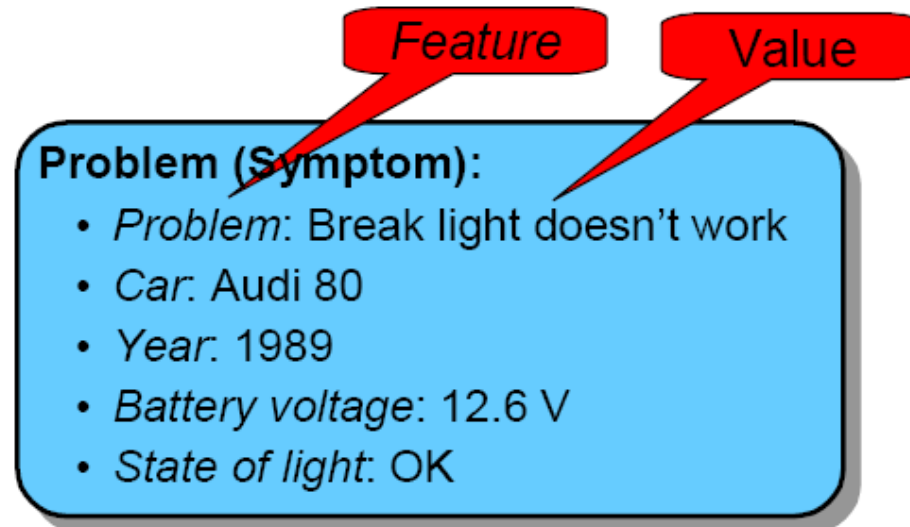 Feature
Value
Problem (Symptom):
• Problem: Break light doesn't work
• Car: Audi 80
• Year: 1989
• Battery voltage: 12.6 V
• State of light: OK